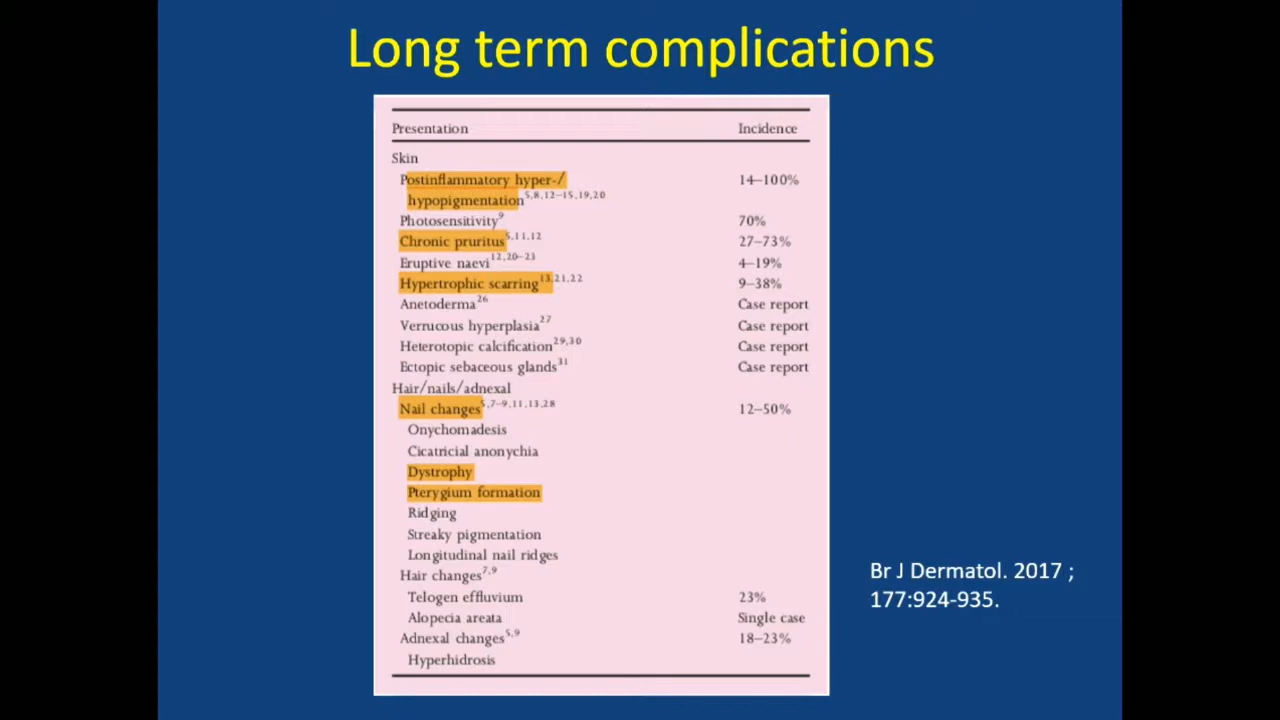 Long term complications
Presentation Incidence
Skin
Postinflammatory hyper-/ 14–100%
hypopigmentation5,8,12–15,19,20
Photosensitivity9 70%
Chronic pruritus5,11,12 27–73%
Eruptive naevi12,20–23 4–19%
Hypertrophic scarring13,21,22 9–38%
Anetoderma26 Case report
Verrucous hyperplasia27 Case report
Heterotopic calcification29,30 Case report
Ectopic sebaceous glands31 Case report
Hair/nails/adnexal
Nail changes5,7–9,11,13,28 12–50%
Onychomadesis
Cicatricial anonychia
Dystrophy
Pterygium formation
Ridging
Streaky pigmentation
Longitudinal nail ridges
Hair changes7,9
Telogen effluvium 23%
Alopecia areata Single case
Adnexal changes5,9 18–23%
Hyperhidrosis
Br J Dermatol. 2017 ;
177:924-935.